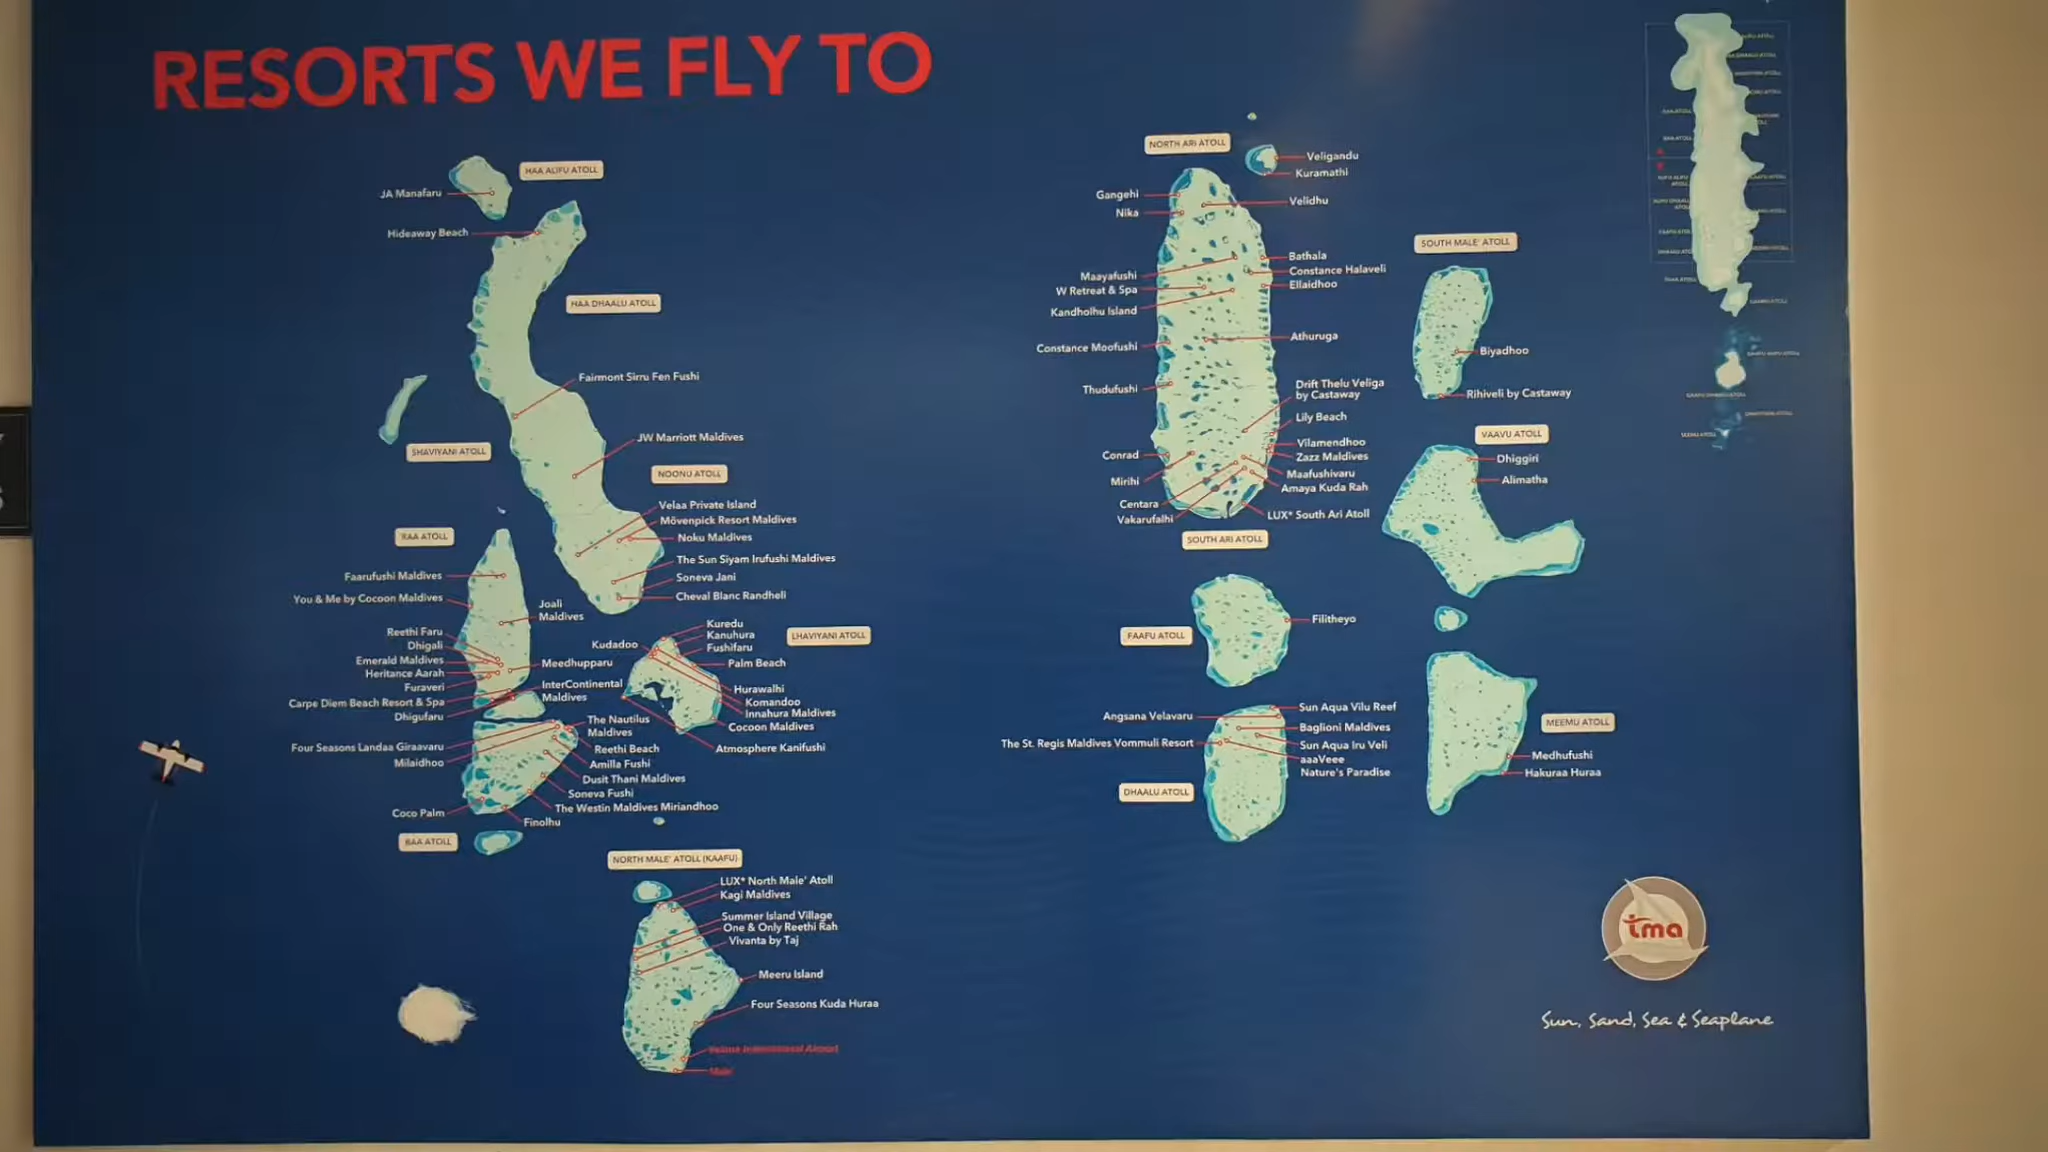 RESORTS WE FLY TO
HAA ALIFU ATOLL
JA Manafaru
Hideaway Beach
HAA DHAALU ATOLL
Fairmont Sirru Fen Fushi
SHAVIYANI ATOLL
JW Marriott Maldives
NOONU ATOLL
Velaa Private Island
Mövenpick Resort Maldives
Noku Maldives
The Sun Siyam Irufushi Maldives
Soneva Jani
Cheval Blanc Randheli
RAA ATOLL
Faarufushi Maldives
You & Me by Cocoon Maldives
Joali
Maldives
Reethi Faru
Dhigali
Emerald Maldives
Heritance Aarah
Furaveri
Carpe Diem Beach Resort & Spa
Dhigufaru
Meedhupparu
InterContinental
Maldives
LHAVIYANI ATOLL
Kuredu
Kanuhura
Fushifaru
Kudadoo
Palm Beach
Hurawalhi
Komandoo
Innahura Maldives
Cocoon Maldives
Atmosphere Kanifushi
The Nautilus
Maldives
Four Seasons Landaa Giraavaru
Milaidhoo
Reethi Beach
Amilla Fushi
Dusit Thani Maldives
Soneva Fushi
The Westin Maldives Miriandhoo
Coco Palm
Finolhu
BAA ATOLL
NORTH MALE' ATOLL (KAAFU)
LUX* North Male' Atoll
Kagi Maldives
Summer Island Village
One & Only Reethi Rah
Vivanta by Taj
Meeru Island
Four Seasons Kuda Huraa
Velana International Airport
Male'
NORTH ARI ATOLL
Veligandu
Kuramathi
Gangehi
Nika
Velidhu
Bathala
Constance Halaveli
Ellaidhoo
Maayafushi
W Retreat & Spa
Kandholhu Island
Athuruga
Constance Moofushi
Thudufushi
Drift Thelu Veliga
by Castaway
Lily Beach
Vilamendhoo
Zazz Maldives
Maafushivaru
Amaya Kuda Rah
Conrad
Mirihi
Centara
Vakarufalhi
LUX* South Ari Atoll
SOUTH ARI ATOLL
SOUTH MALE' ATOLL
Biyadhoo
Rihiveli by Castaway
VAAVU ATOLL
Dhiggiri
Alimatha
FAAFU ATOLL
Filitheyo
Angsana Velavaru
The St. Regis Maldives Vommuli Resort
Sun Aqua Vilu Reef
Baglioni Maldives
Sun Aqua Iru Veli
aaaVeee
Nature's Paradise
DHAALU ATOLL
MEEMU ATOLL
Medhufushi
Hakuraa Huraa
tma
Sun, Sand, Sea & Seaplane